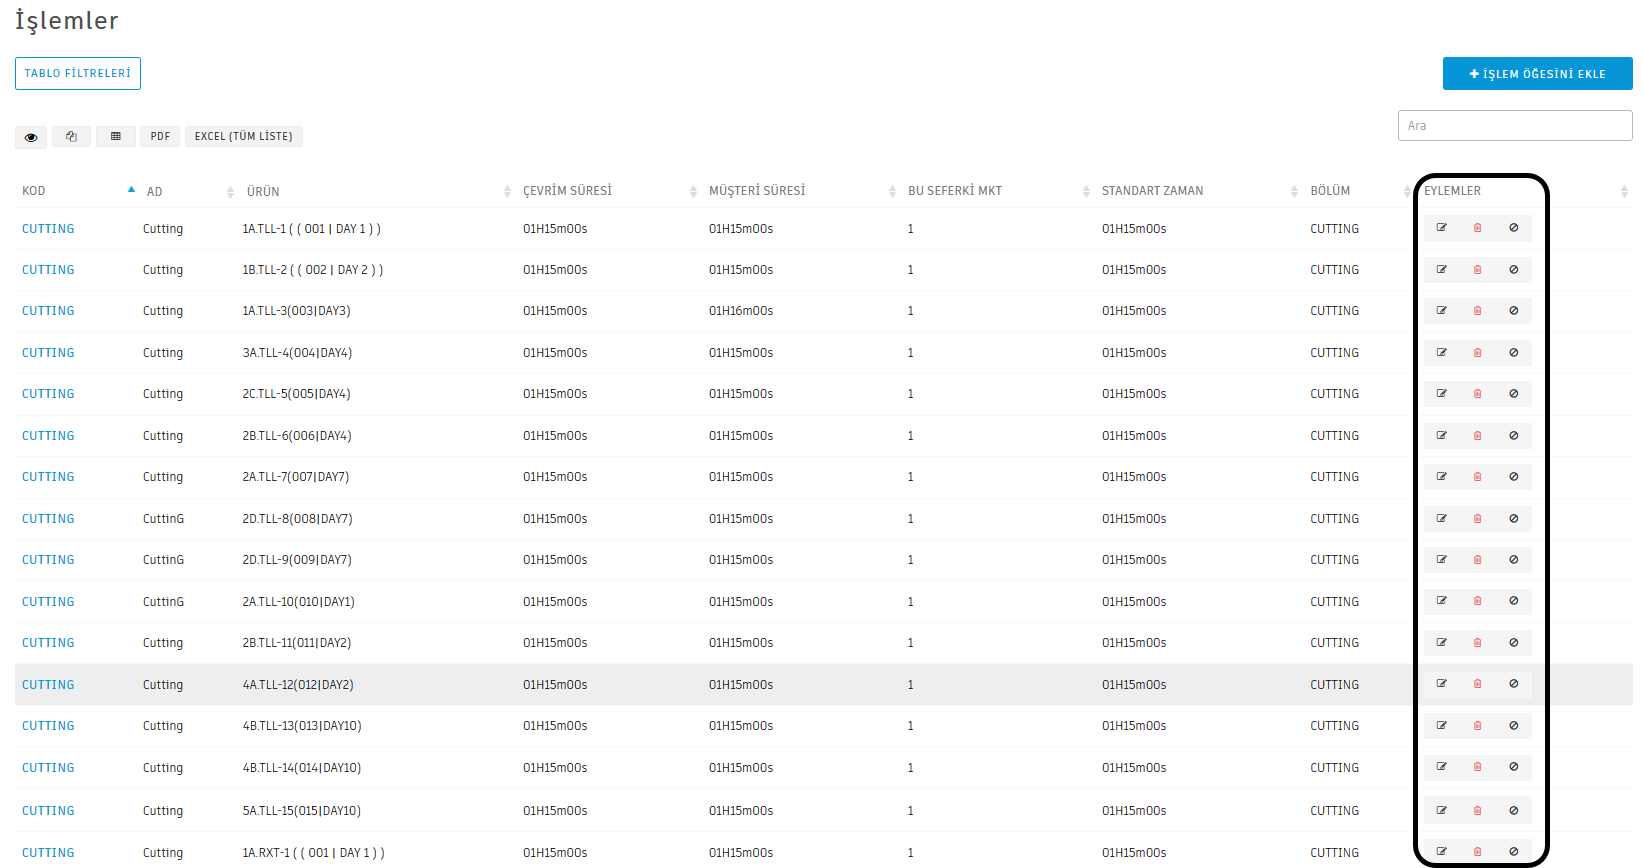 İşlemler
TABLO FİLTRELERİ
+ İŞLEM ÖĞESİNİ EKLE
PDF EXCEL (TÜM LİSTE)
Ara
KOD AD ÜRÜN ÇEVRİM SÜRESİ MÜŞTERİ SÜRESİ BU SEFERKİ MKT STANDART ZAMAN BÖLÜM EYLEMLER
CUTTING Cutting 1A.TLL-1 ( ( 001 | DAY 1 ) ) 01H15m00s 01H15m00s 1 01H15m00s CUTTING
CUTTING Cutting 1B.TLL-2 ( ( 002 | DAY 2 ) ) 01H15m00s 01H15m00s 1 01H15m00s CUTTING
CUTTING Cutting 1A.TLL-3(003|DAY3) 01H15m00s 01H16m00s 1 01H15m00s CUTTING
CUTTING Cutting 3A.TLL-4(004|DAY4) 01H15m00s 01H15m00s 1 01H15m00s CUTTING
CUTTING Cutting 2C.TLL-5(005|DAY4) 01H15m00s 01H15m00s 1 01H15m00s CUTTING
CUTTING Cutting 2B.TLL-6(006|DAY4) 01H15m00s 01H15m00s 1 01H15m00s CUTTING
CUTTING Cutting 2A.TLL-7(007|DAY7) 01H15m00s 01H15m00s 1 01H15m00s CUTTING
CUTTING CuttinG 2D.TLL-8(008|DAY7) 01H15m00s 01H15m00s 1 01H15m00s CUTTING
CUTTING CuttinG 2D.TLL-9(009|DAY7) 01H15m00s 01H15m00s 1 01H15m00s CUTTING
CUTTING CuttinG 2A.TLL-10(010|DAY1) 01H15m00s 01H15m00s 1 01H15m00s CUTTING
CUTTING Cutting 2B.TLL-11(011|DAY2) 01H15m00s 01H15m00s 1 01H15m00s CUTTING
CUTTING Cutting 4A.TLL-12(012|DAY2) 01H15m00s 01H15m00s 1 01H15m00s CUTTING
CUTTING Cutting 4B.TLL-13(013|DAY10) 01H15m00s 01H15m00s 1 01H15m00s CUTTING
CUTTING Cutting 4B.TLL-14(014|DAY10) 01H15m00s 01H15m00s 1 01H15m00s CUTTING
CUTTING Cutting 5A.TLL-15(015|DAY10) 01H15m00s 01H15m00s 1 01H15m00s CUTTING
CUTTING Cutting 1A.RXT-1 ( ( 001 | DAY 1 ) ) 01H15m00s 01H15m00s 1 01H15m00s CUTTING